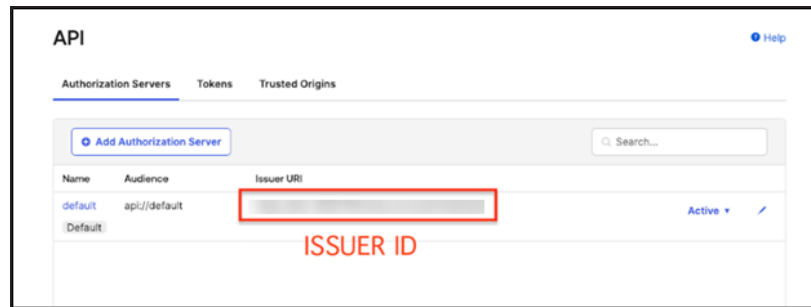 API
Help
Authorization Servers Tokens Trusted Origins
Add Authorization Server
Search...
Name Audience Issuer URI
default api://default
Active
Default
ISSUER ID